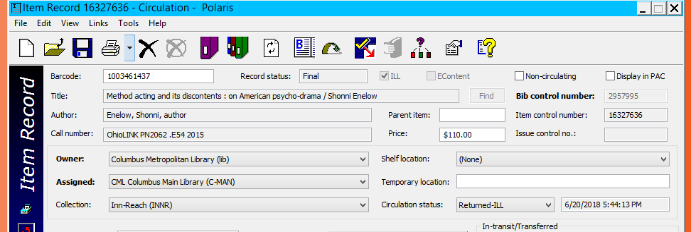 Item Record 16327636 - Circulation - Polaris
File Edit View Links Tools Help
Item Record
Barcode: 1003461437 Record status: Final ILL EContent Non-circulating Display in PAC
Title: Method acting and its discontents : on American psycho-drama / Shonni Enelow Find Bib control number: 2957995
Author: Enelow, Shonni, author Parent item: Item control number: 16327636
Call number: OhioLINK PN2062 .E54 2015 Price: $110.00 Issue control no.:
Owner: Columbus Metropolitan Library (lib) Shelf location: (None)
Assigned: CML Columbus Main Library (C-MAN) Temporary location:
Collection: Inn-Reach (INNR) Circulation status: Returned-ILL 6/20/2018 5:44:13 PM
In-transit/Transferred